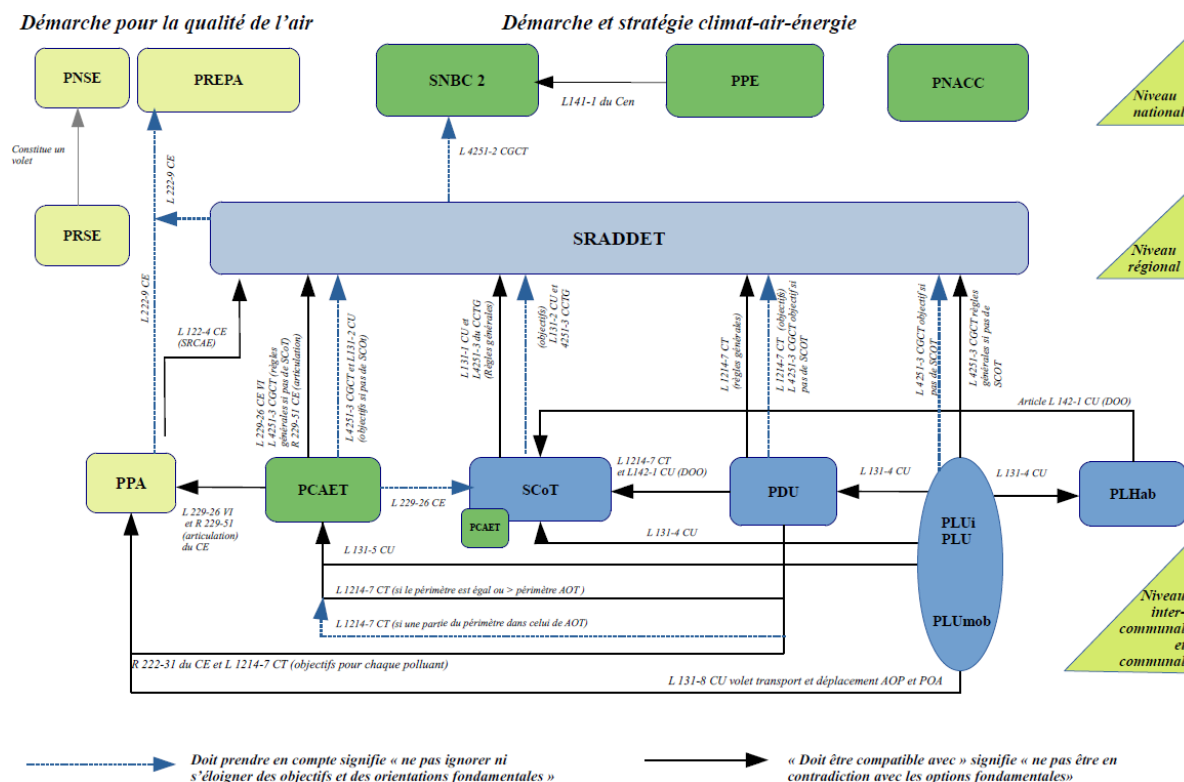 Démarche pour la qualité de l'air
Démarche et stratégie climat-air-énergie
PNSE
PREPA
SNBC 2
PPE
PNACC
L141-1 du Cen
Niveau
national
Constitue un
volet
L 222-9 CE
L 4251-2 CGCT
PRSE
SRADDET
Niveau
régional
L 222-9 CE
L 122-4 CE
(SRCAE)
L 229-26 CE VI
L 4251-3 CGCT (règles
générales si pas de SCoT)
R 229-51 CE (articulation)
L 4251-3 CGCT et L131-2 CU
(objectifs si pas de SCOt)
L131-1 CU et
L4251-3 du CCTG
(Règles générales)
(objectifs)
L131-2 CU et
4251-3 CCTG
L 1214-7 CT
(règles générales)
L 1214-7 CT (objectifs)
L 4251-3 CGCT objectif si
pas de SCOT
L 4251-3 CGCT objectif si
pas de SCOT
L 4251-3 CGCT règles
générales si pas de
SCOT
Article L 142-1 CU (DOO)
PPA
PCAET
L 229-26 CE
SCoT
PCAET
L 1214-7 CT
et L142-1 CU (DOO)
PDU
L 131-4 CU
L 131-4 CU
PLHab
L 229-26 VI
et R 229-51
(articulation)
du CE
PLUi
PLU
PLUmob
L 131-4 CU
L 131-5 CU
L 1214-7 CT (si le périmètre est égal ou > périmètre AOT )
L 1214-7 CT (si une partie du périmètre dans celui de AOT)
R 222-31 du CE et L 1214-7 CT (objectifs pour chaque polluant)
L 131-8 CU volet transport et déplacement AOP et POA
Niveau
inter-
communal
et
communal
Doit prendre en compte signifie « ne pas ignorer ni
s'éloigner des objectifs et des orientations fondamentales »
« Doit être compatible avec » signifie « ne pas être en
contradiction avec les options fondamentales»